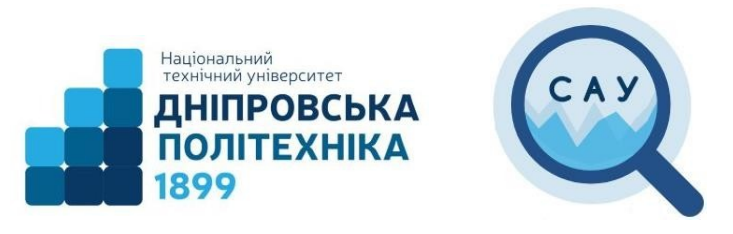 Національний
технічний університет
ДНІПРОВСЬКА
ПОЛІТЕХНІКА
1899
САУ